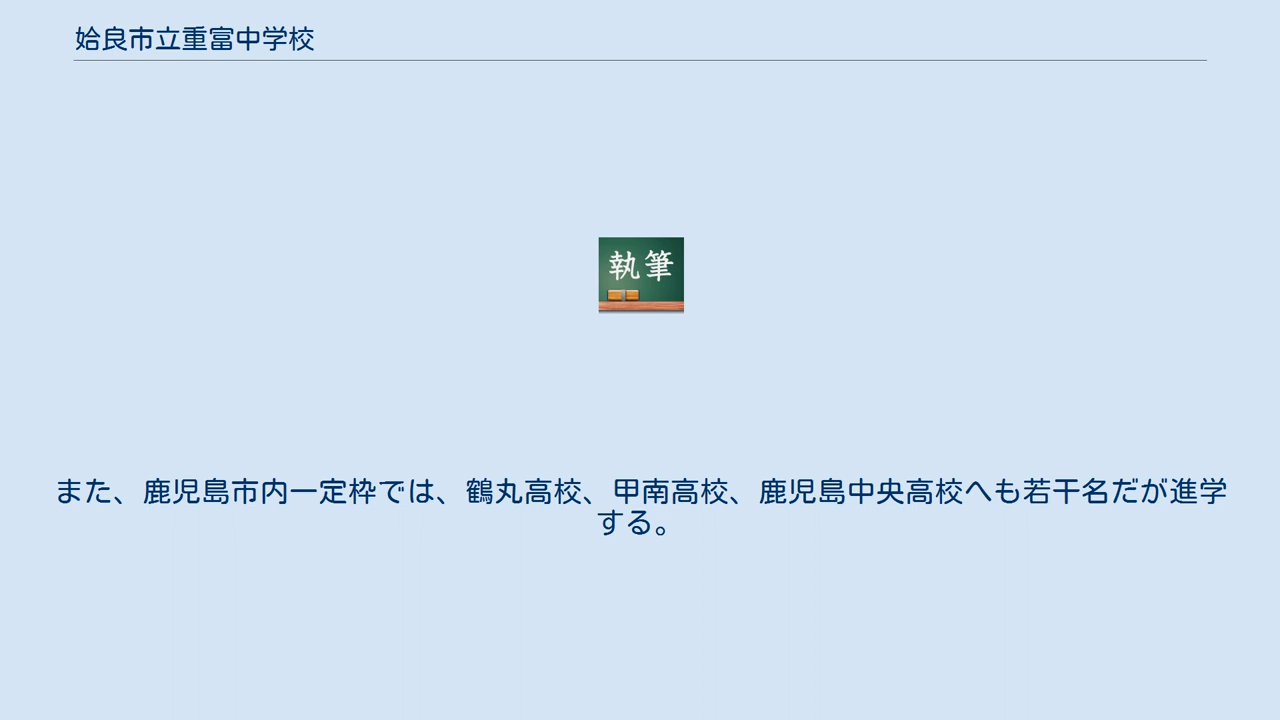 姶良市立重富中学校
執筆
また、鹿児島市内一定枠では、鶴丸高校、甲南高校、鹿児島中央高校へも若干名だが進学
する。